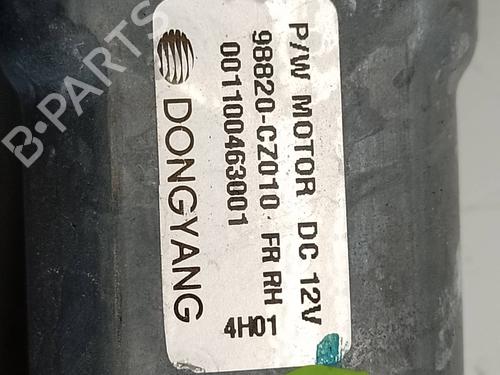 P/W MOTOR DC 12V
98820-CZ010 FR RH
001100463001
4H01
DONGYANG
B-PARTS